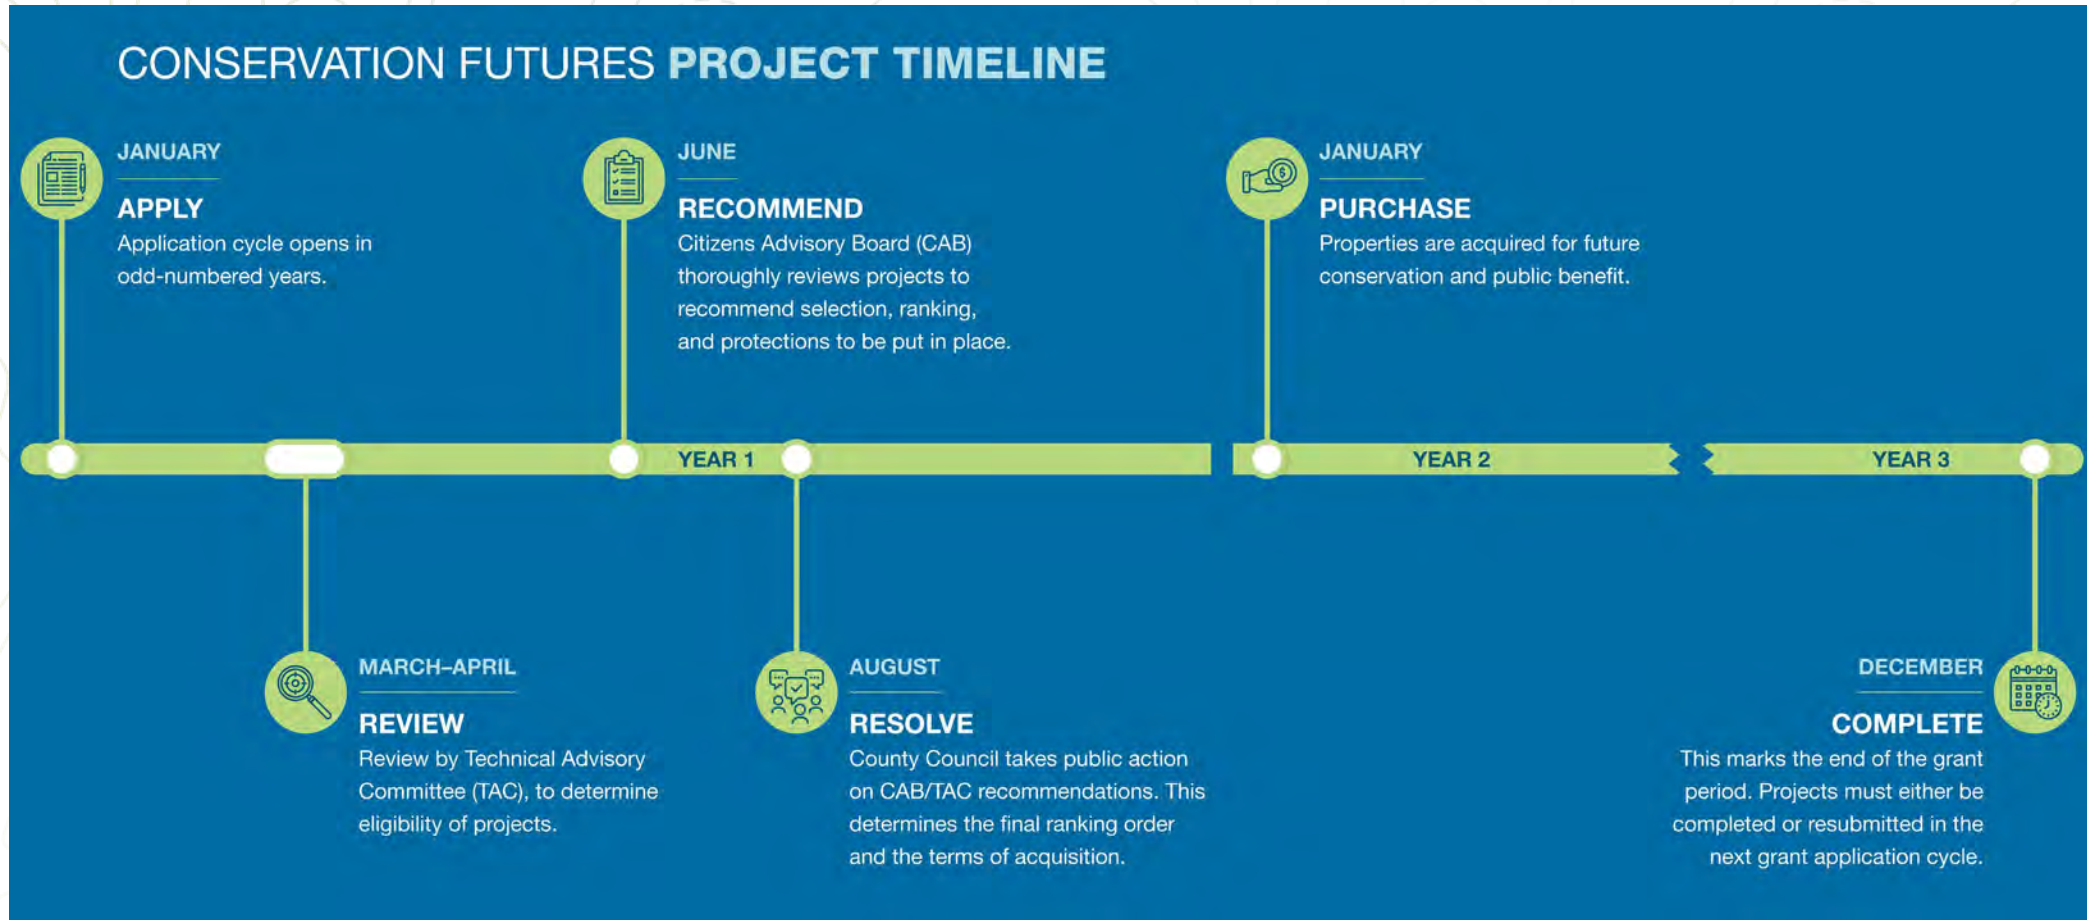 CONSERVATION FUTURES PROJECT TIMELINE
JANUARY
APPLY
Application cycle opens in
odd-numbered years.
JUNE
RECOMMEND
Citizens Advisory Board (CAB)
thoroughly reviews projects to
recommend selection, ranking,
and protections to be put in place.
JANUARY
PURCHASE
Properties are acquired for future
conservation and public benefit.
YEAR 1
YEAR 2
YEAR 3
MARCH–APRIL
REVIEW
Review by Technical Advisory
Committee (TAC), to determine
eligibility of projects.
AUGUST
RESOLVE
County Council takes public action
on CAB/TAC recommendations. This
determines the final ranking order
and the terms of acquisition.
DECEMBER
COMPLETE
This marks the end of the grant
period. Projects must either be
completed or resubmitted in the
next grant application cycle.